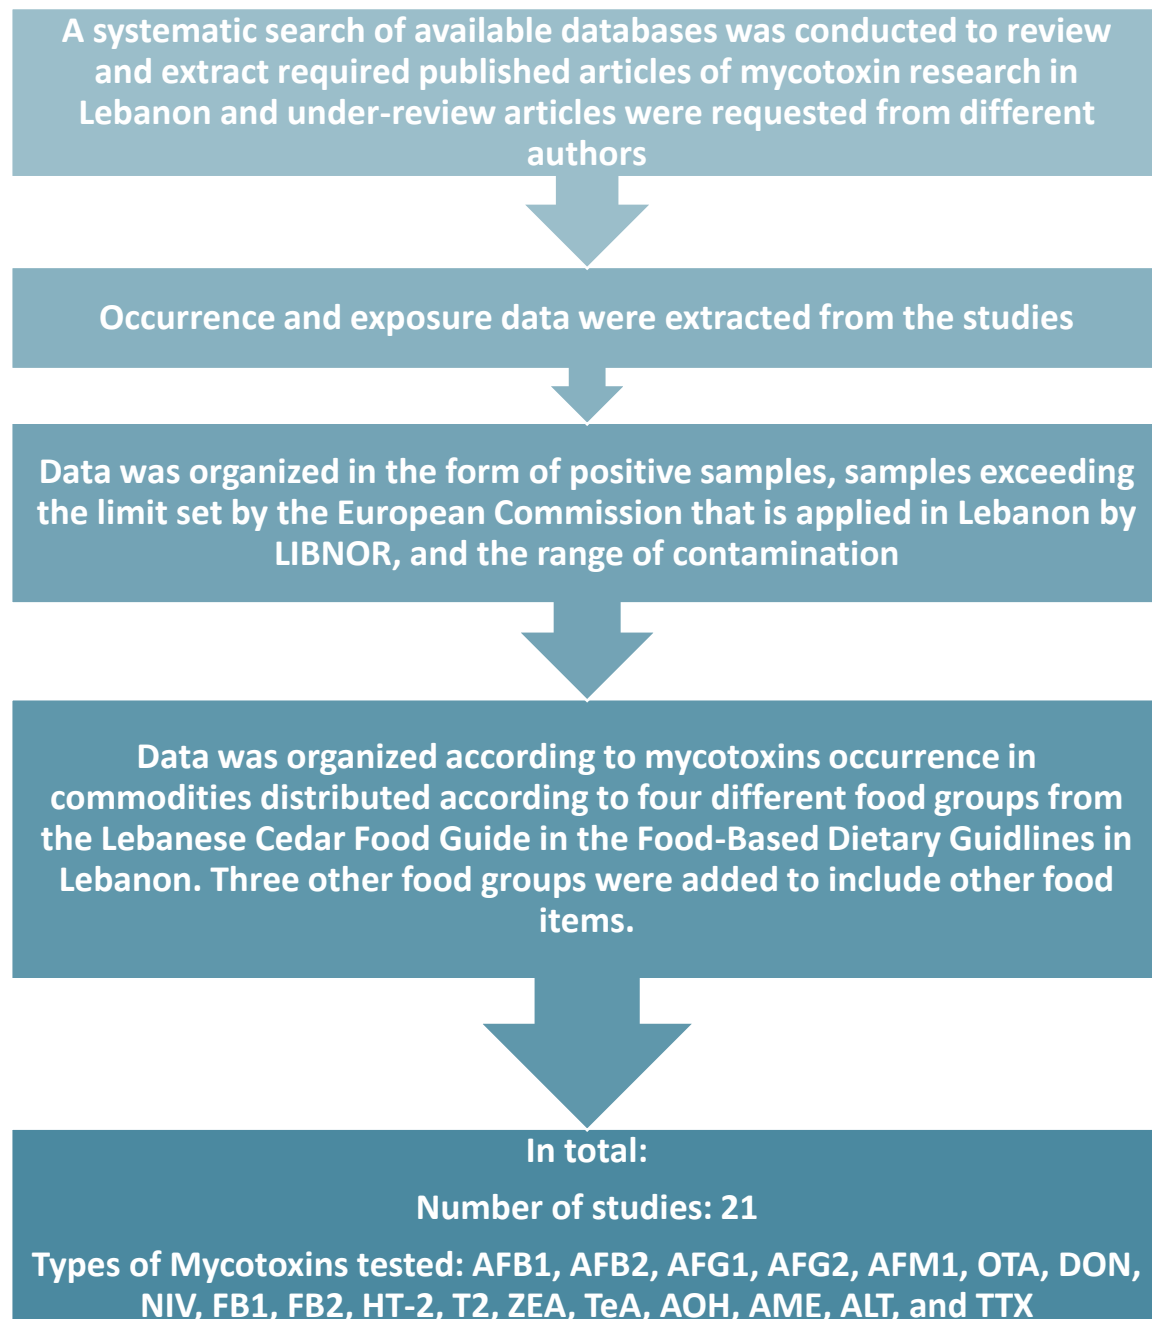 A systematic search of available databases was conducted to review
and extract required published articles of mycotoxin research in
Lebanon and under-review articles were requested from different
authors
Occurrence and exposure data were extracted from the studies
Data was organized in the form of positive samples, samples exceeding
the limit set by the European Commission that is applied in Lebanon by
LIBNOR, and the range of contamination
Data was organized according to mycotoxins occurrence in
commodities distributed according to four different food groups from
the Lebanese Cedar Food Guide in the Food-Based Dietary Guidlines in
Lebanon. Three other food groups were added to include other food
items.
In total:
Number of studies: 21
Types of Mycotoxins tested: AFB1, AFB2, AFG1, AFG2, AFM1, OTA, DON,
NIV, FB1, FB2, HT-2, T2, ZEA, TeA, AOH, AME, ALT, and TTX